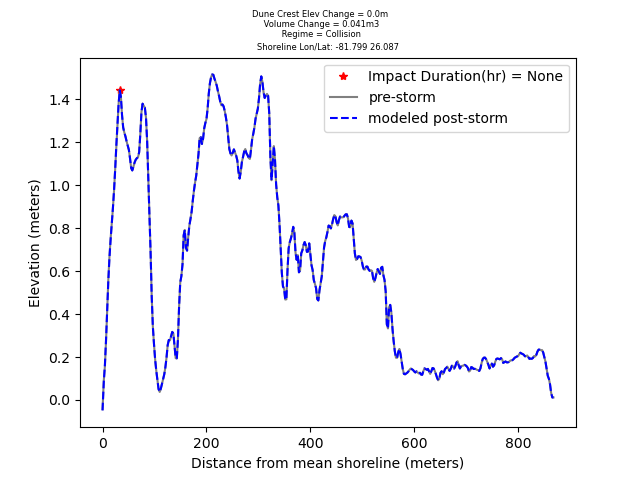 Dune Crest Elev Change = 0.0m
Volume Change = 0.041m3
Regime = Collision
Shoreline Lon/Lat: -81.799 26.087
Impact Duration(hr) = None
pre-storm
modeled post-storm
Elevation (meters)
1.4
1.2
1.0
0.8
0.6
0.4
0.2
0.0
0 200 400 600 800
Distance from mean shoreline (meters)